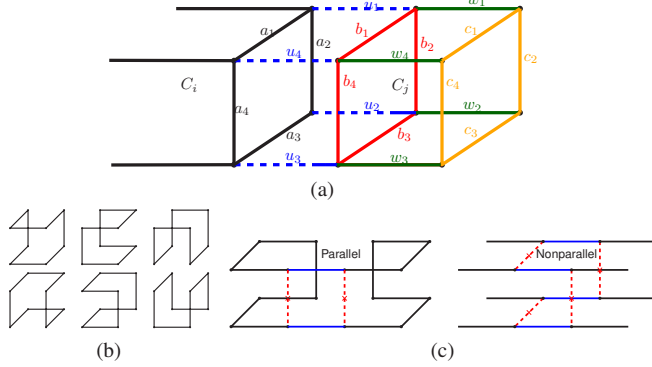 u₁ w₁
a₁ a₂ b₁ b₂ c₁ c₂
u₄ w₄
C_i a₄ b₄ C_j c₄
u₂ w₂
a₃ b₃ c₃
u₃ w₃
(a)
Parallel
Nonparallel
(b)
(c)